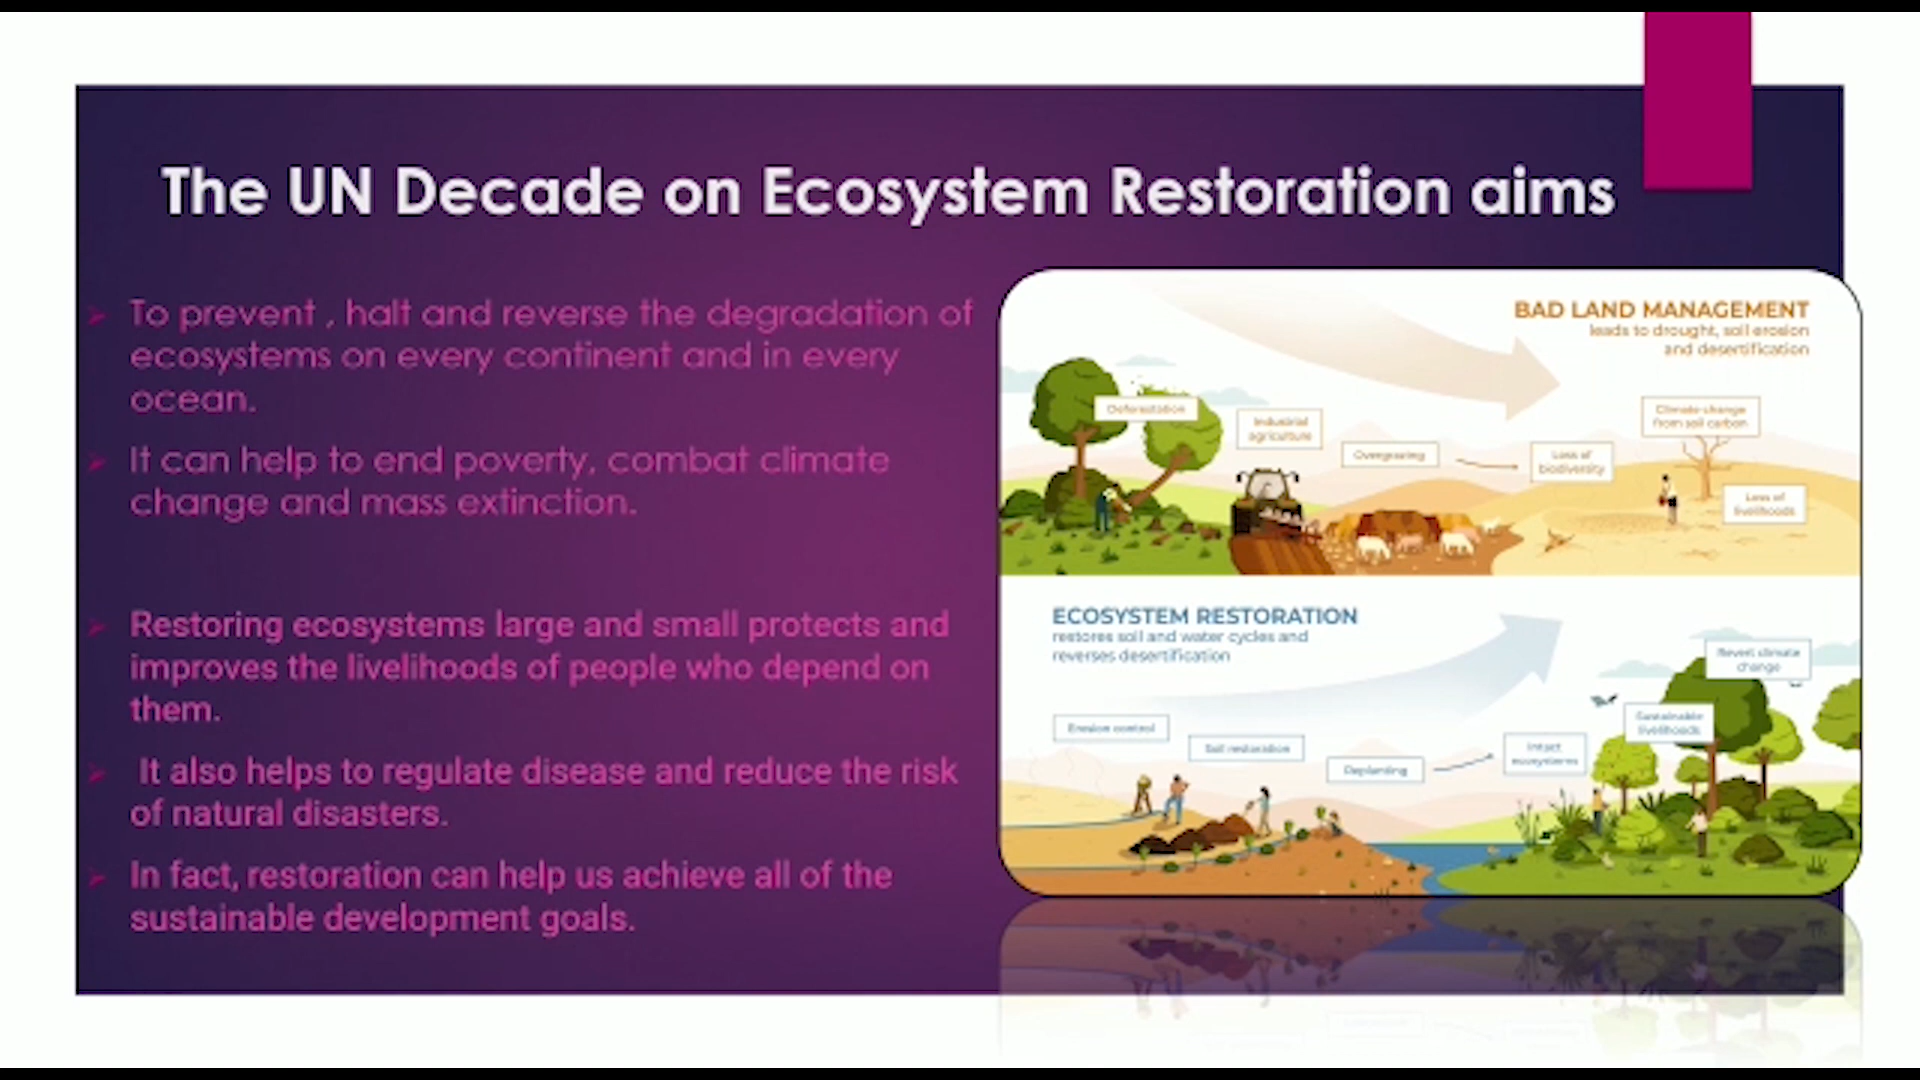 The UN Decade on Ecosystem Restoration aims
To prevent , halt and reverse the degradation of
ecosystems on every continent and in every
ocean.
It can help to end poverty, combat climate
change and mass extinction.
Restoring ecosystems large and small protects and
improves the livelihoods of people who depend on
them.
It also helps to regulate disease and reduce the risk
of natural disasters.
In fact, restoration can help us achieve all of the
sustainable development goals.
BAD LAND MANAGEMENT
leads to drought, soil erosion
and desertification
Deforestation
Industrial
agriculture
Overgrazing
Loss of
biodiversity
Climate change
from soil carbon
Loss of
livelihoods
ECOSYSTEM RESTORATION
restores soil and water cycles and
reverses desertification
Erosion control
Soil restoration
Replanting
Intact
ecosystems
Sustainable
livelihoods
Revert climate
change